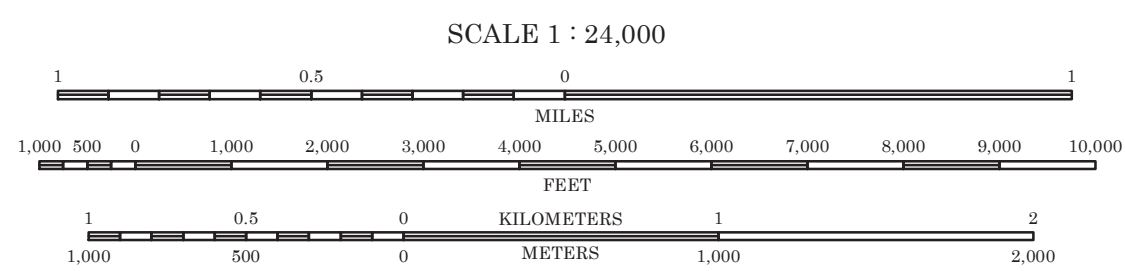 SCALE 1 : 24,000
1 0.5 0 1
MILES
1,000 500 0 1,000 2,000 3,000 4,000 5,000 6,000 7,000 8,000 9,000 10,000
FEET
1 0.5 0 KILOMETERS 1 2
1,000 500 0 METERS 1,000 2,000